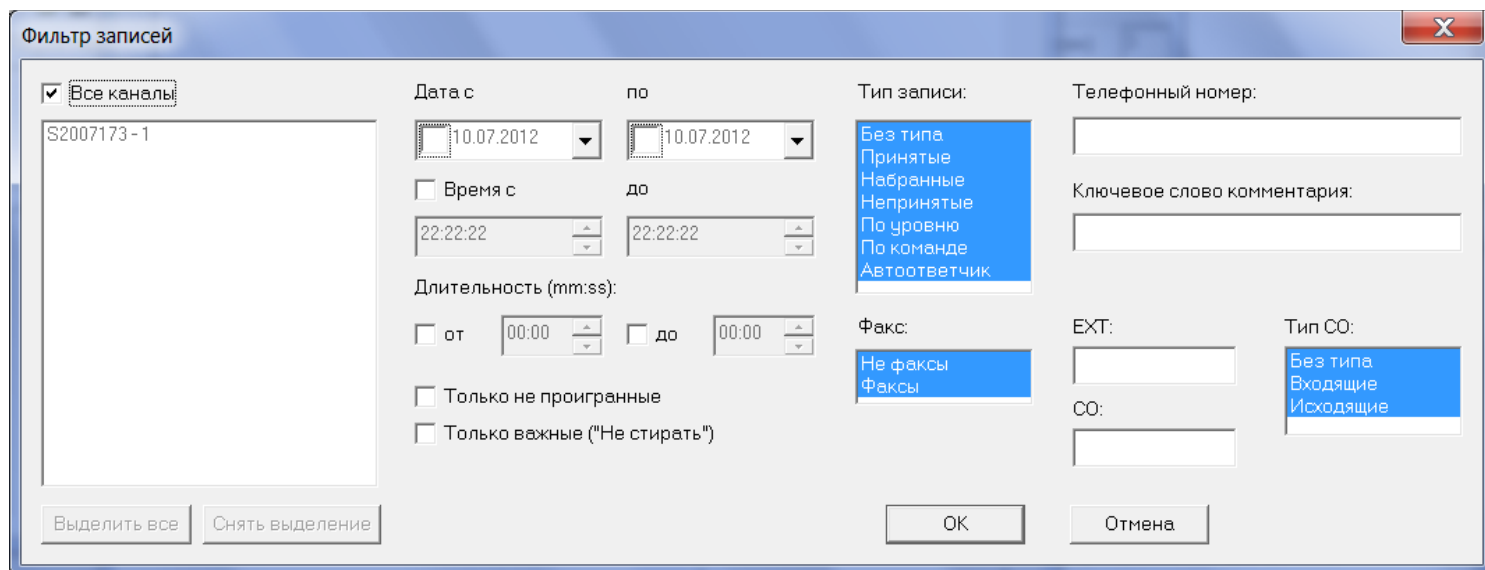 Фильтр записей
Все каналы
S2007173-1
Выделить все
Снять выделение
Дата с
по
10.07.2012
10.07.2012
Время с
до
22:22:22
22:22:22
Длительность (mm:ss):
от
00:00
до
00:00
Только не проигранные
Только важные ("Не стирать")
Тип записи:
Без типа
Принятые
Набранные
Непринятые
По уровню
По команде
Автоответчик
Факс:
Не факсы
Факсы
Телефонный номер:
Ключевое слово комментария:
EXT:
CO:
Тип CO:
Без типа
Входящие
Исходящие
OK
Отмена